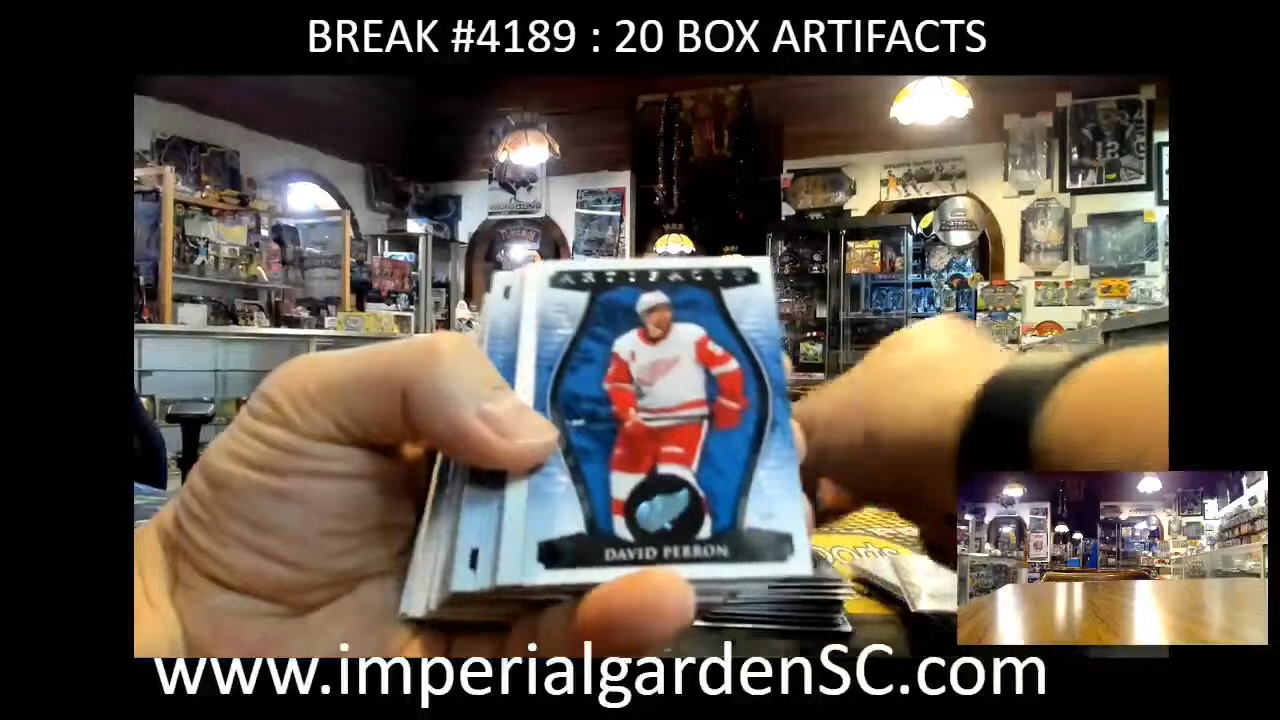 BREAK #4189 : 20 BOX ARTIFACTS
ARTIFACTS
DAVID PERRON
www.imperialgardenSC.com